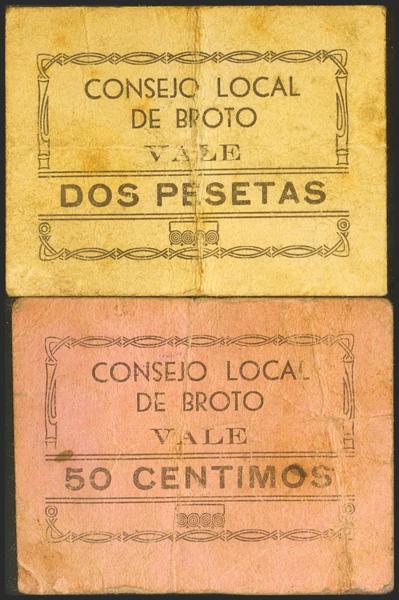 CONSEJO LOCAL
DE BROTO
VALE
DOS PESETAS
CONSEJO LOCAL
DE BROTO
VALE
50 CENTIMOS